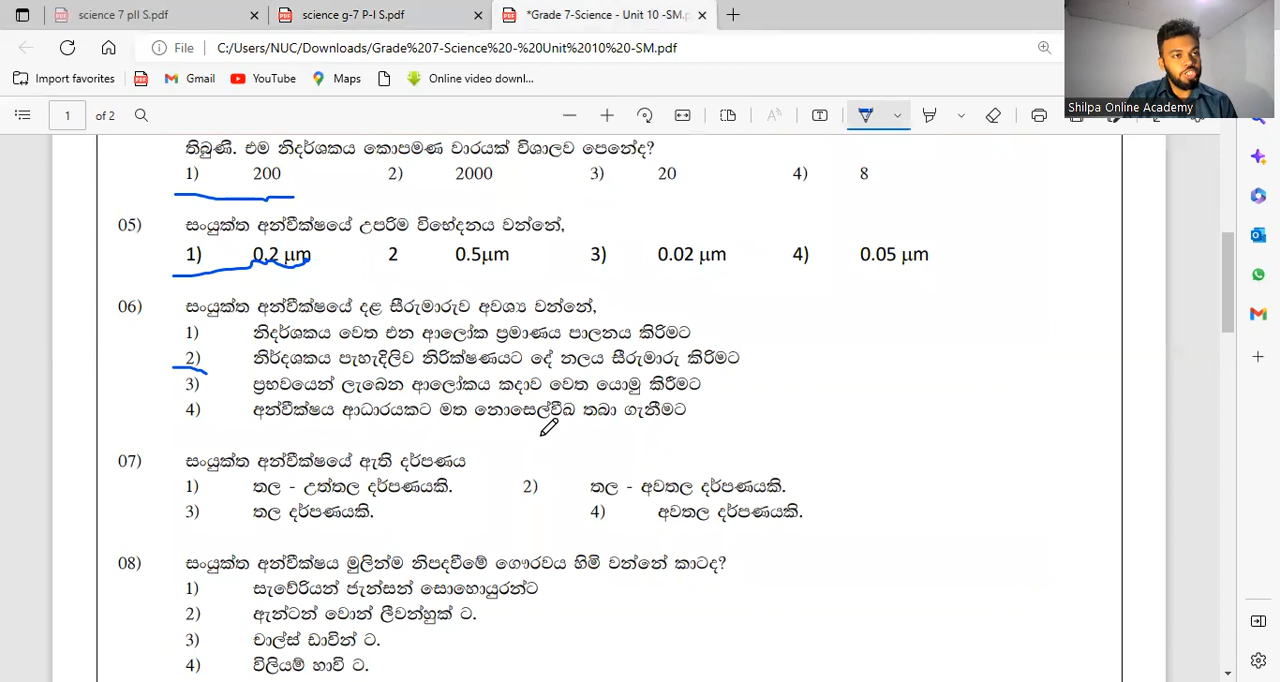 science 7 pII S.pdf
science g-7 P-I S.pdf
*Grade 7-Science - Unit 10 -SM.p
File C:/Users/NUC/Downloads/Grade%207-Science%20-%20Unit%2010%20-SM.pdf
Import favorites Gmail YouTube Maps Online video downl...
Shilpa Online Academy
1 of 2
තිබුණි. එම නිදර්ශකය කොපමණ වාරයක් විශාලව පෙනේද?
1) 200 2) 2000 3) 20 4) 8
05) සංයුක්ත අන්වීක්ෂයේ උපරිම විභේදනය වන්නේ,
1) 0.2 µm 2 0.5µm 3) 0.02 µm 4) 0.05 µm
06) සංයුක්ත අන්වීක්ෂයේ දළ සීරුමාරුව අවශ්‍ය වන්නේ,
1) නිදර්ශකය වෙත එන ආලෝක ප්‍රමාණය පාලනය කිරිමට
2) නිර්දශකය පැහැදිලිව නිරික්ෂණයට දේ නලය සීරුමාරු කිරිමට
3) ප්‍රභවයෙන් ලැබෙන ආලෝකය කදාව වෙත යොමු කිරීමට
4) අන්වීක්ෂය ආධාරයකට මත නොසෙල්වීඛ තබා ගැනීමට
07) සංයුක්ත අන්වීක්ෂයේ ඇති දර්පණය
1) තල - උත්තල දර්පණයකි. 2) තල - අවතල දර්පණයකි.
3) තල දර්පණයකි. 4) අවතල දර්පණයකි.
08) සංයුක්ත අන්වීක්ෂය මුලින්ම නිපදවීමේ ගෞරවය හිමි වන්නේ කාටද?
1) සැවේරියන් ජැන්සන් සොහොයුරන්ට
2) ඇන්ටන් වොන් ලීවන්හුක් ට.
3) චාල්ස් ඩාවින් ට.
4) විලියම් හාවි ට.